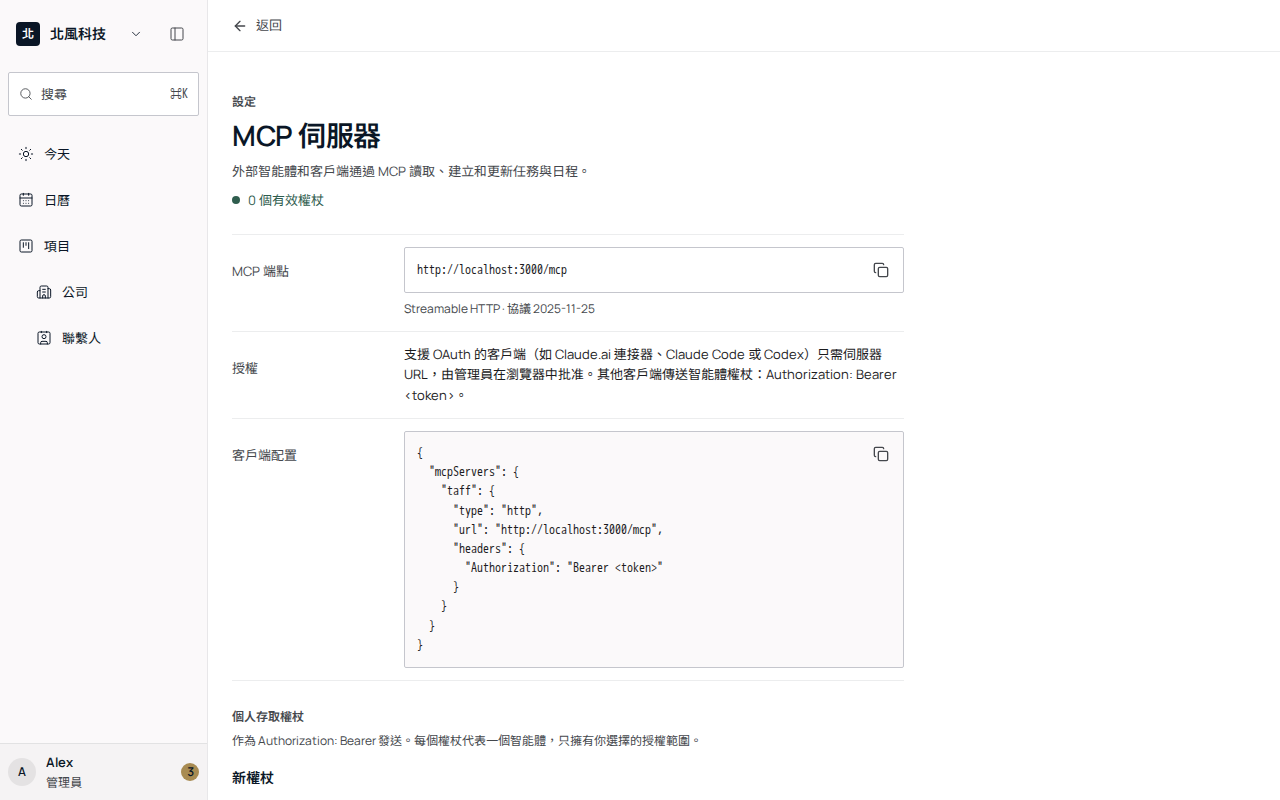 北 北風科技
搜尋 ⌘K
今天
日曆
項目
公司
聯繫人
A Alex
管理員
3
返回
設定
MCP 伺服器
外部智能體和客戶端通過 MCP 讀取、建立和更新任務與日程。
0 個有效權杖
MCP 端點
http://localhost:3000/mcp
Streamable HTTP · 協議 2025-11-25
授權
支援 OAuth 的客戶端（如 Claude.ai 連接器、Claude Code 或 Codex）只需伺服器
URL，由管理員在瀏覽器中批准。其他客戶端傳送智能體權杖：Authorization: Bearer
<token>。
客戶端配置
{
  "mcpServers": {
    "taff": {
      "type": "http",
      "url": "http://localhost:3000/mcp",
      "headers": {
        "Authorization": "Bearer <token>"
      }
    }
  }
}
個人存取權杖
作為 Authorization: Bearer 發送。每個權杖代表一個智能體，只擁有你選擇的授權範圍。
新權杖